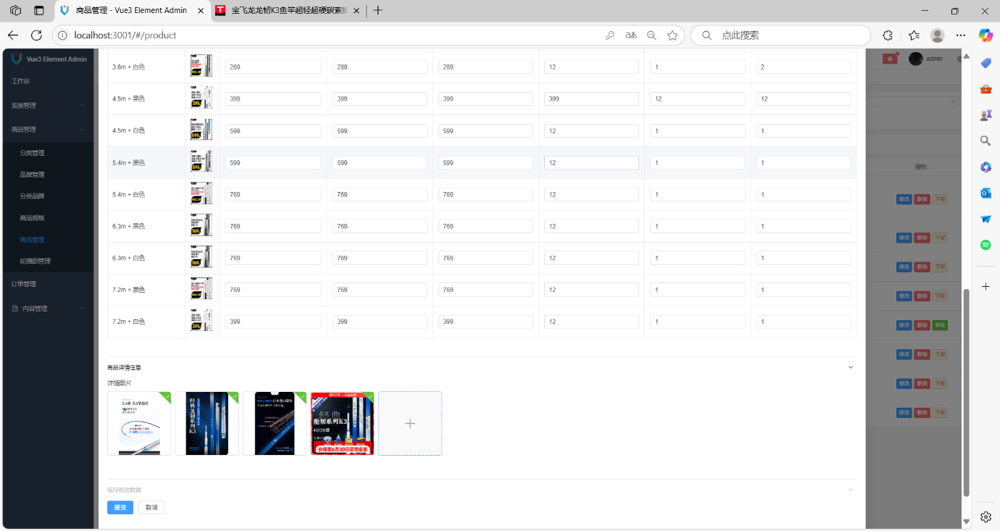 商品管理 - Vue3 Element Admin
宝飞龙龙韧K3鱼竿超轻超硬碳素
localhost:3001/#/product
点此搜索
Vue3 Element Admin
admin
工作台
系统管理
商品管理
分类管理
品牌管理
分类品牌
商品规格
商品管理
轮播图管理
订单管理
内容管理
3.6m + 白色 289 289 289 12 1 2
4.5m + 黑色 399 399 399 399 12 12
4.5m + 白色 599 599 599 12 1 1
5.4m + 黑色 599 599 599 12 1 1
5.4m + 白色 769 769 769 12 1 1
6.3m + 黑色 769 769 769 12 1 1
6.3m + 白色 769 769 769 12 1 1
7.2m + 黑色 769 769 769 12 1 1
7.2m + 白色 399 399 399 12 1 1
操作
修改 删除 下架
修改 删除 下架
修改 删除 下架
修改 删除 下架
修改 删除 审批
修改 删除 下架
修改 删除 下架
修改 删除 下架
商品详情信息
详情图片
5.4米 大5节设计
经典龙韧系列K3
经典
能韧系列K3
价保至6月20日买贵退差
保存修改数据
提交 取消